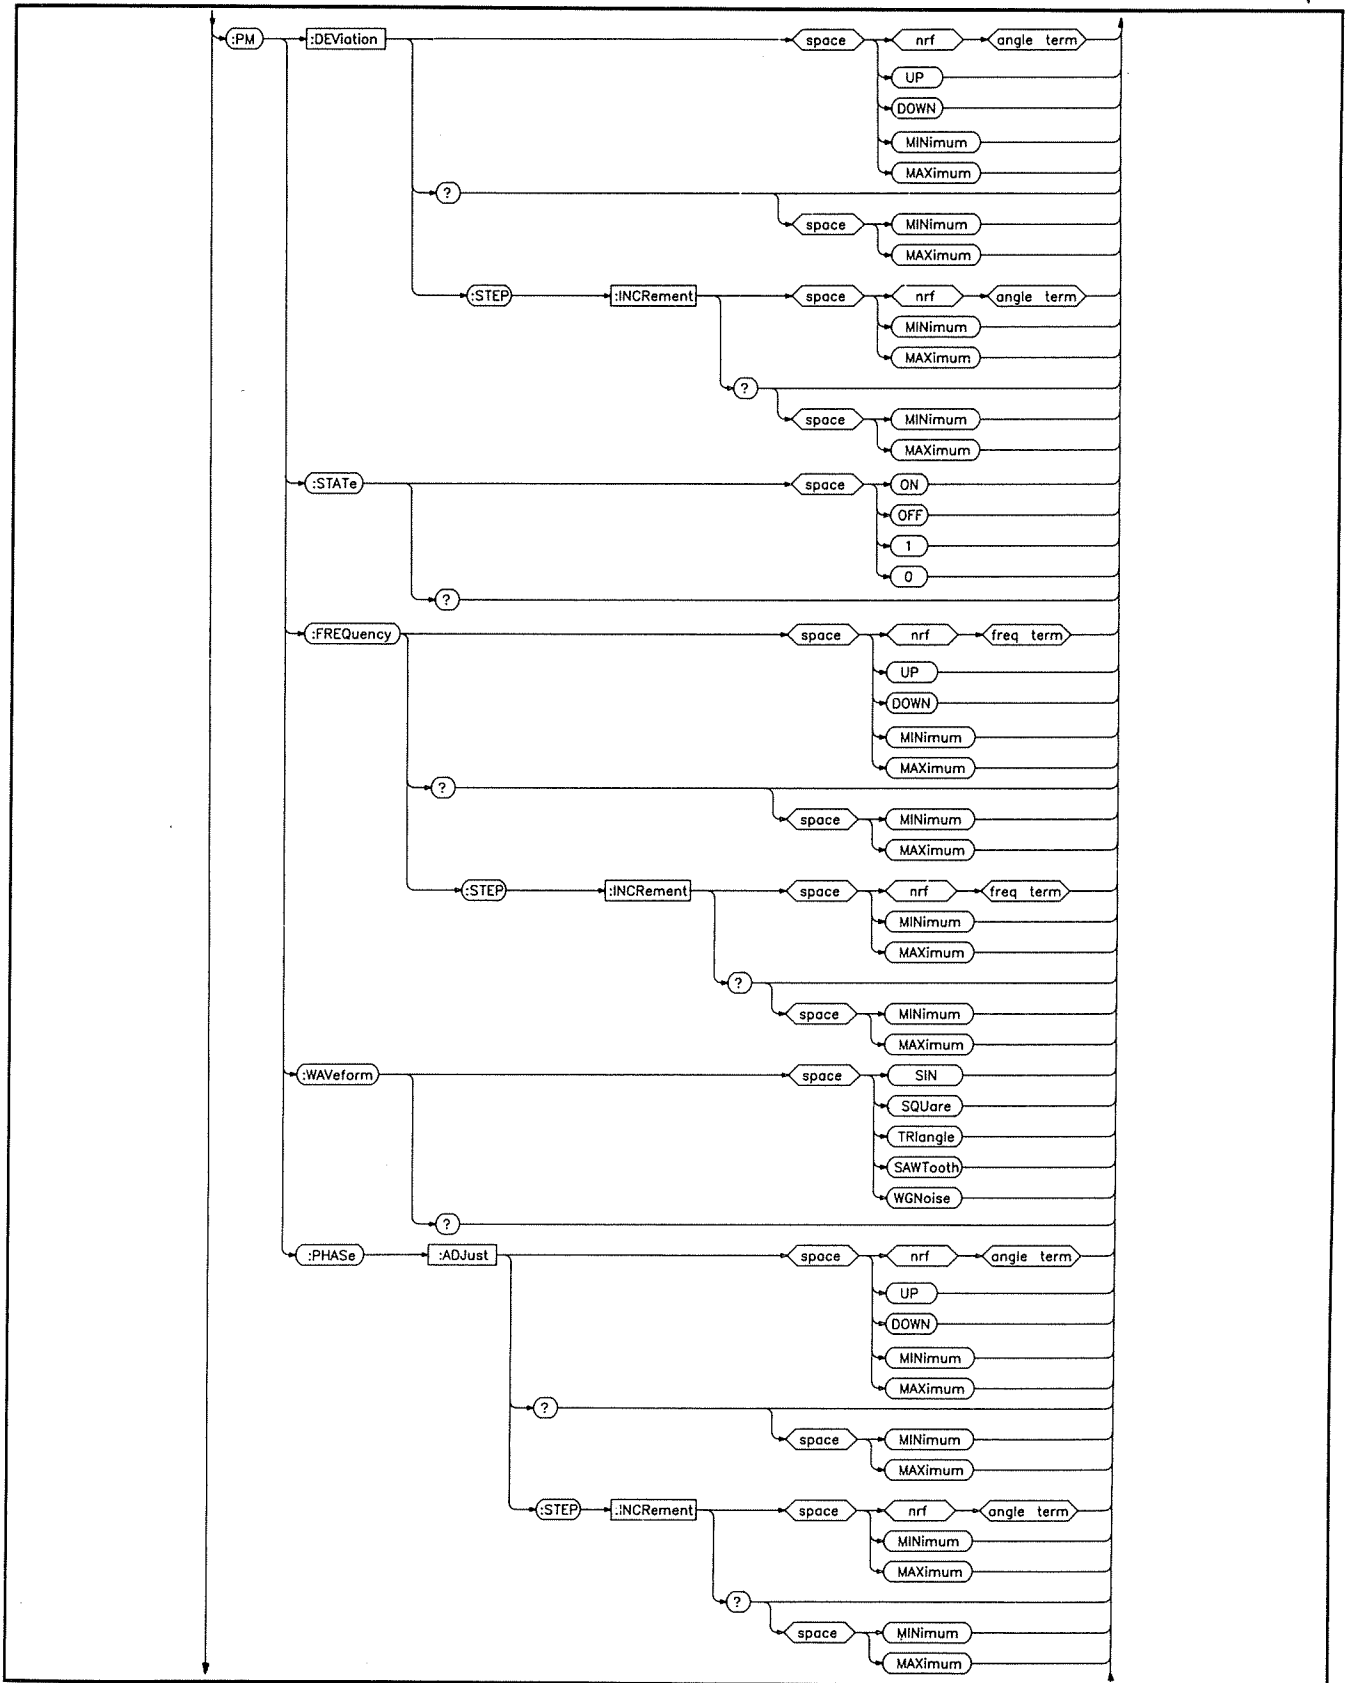 :PM :DEViation space nrf angle term
UP
DOWN
MINimum
MAXimum
?
space MINimum
MAXimum
:STEP :INCRement space nrf angle term
MINimum
MAXimum
?
space MINimum
MAXimum
:STATe space ON
OFF
1
0
?
:FREQuency space nrf freq term
UP
DOWN
MINimum
MAXimum
?
space MINimum
MAXimum
:STEP :INCRement space nrf freq term
MINimum
MAXimum
?
space MINimum
MAXimum
:WAVeform space SIN
SQUare
TRIangle
SAWTooth
WGNoise
?
:PHASe :ADJust space nrf angle term
UP
DOWN
MINimum
MAXimum
?
space MINimum
MAXimum
:STEP :INCRement space nrf angle term
MINimum
MAXimum
?
space MINimum
MAXimum